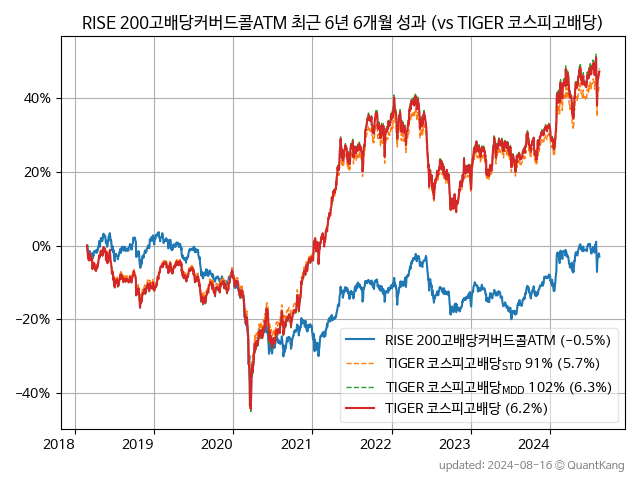 RISE 200고배당커버드콜ATM 최근 6년 6개월 성과 (vs TIGER 코스피고배당)
40%
20%
0%
−20%
−40%
RISE 200고배당커버드콜ATM (−0.5%)
TIGER 코스피고배당STD 91% (5.7%)
TIGER 코스피고배당MDD 102% (6.3%)
TIGER 코스피고배당 (6.2%)
2018 2019 2020 2021 2022 2023 2024
updated: 2024-08-16 © QuantKang